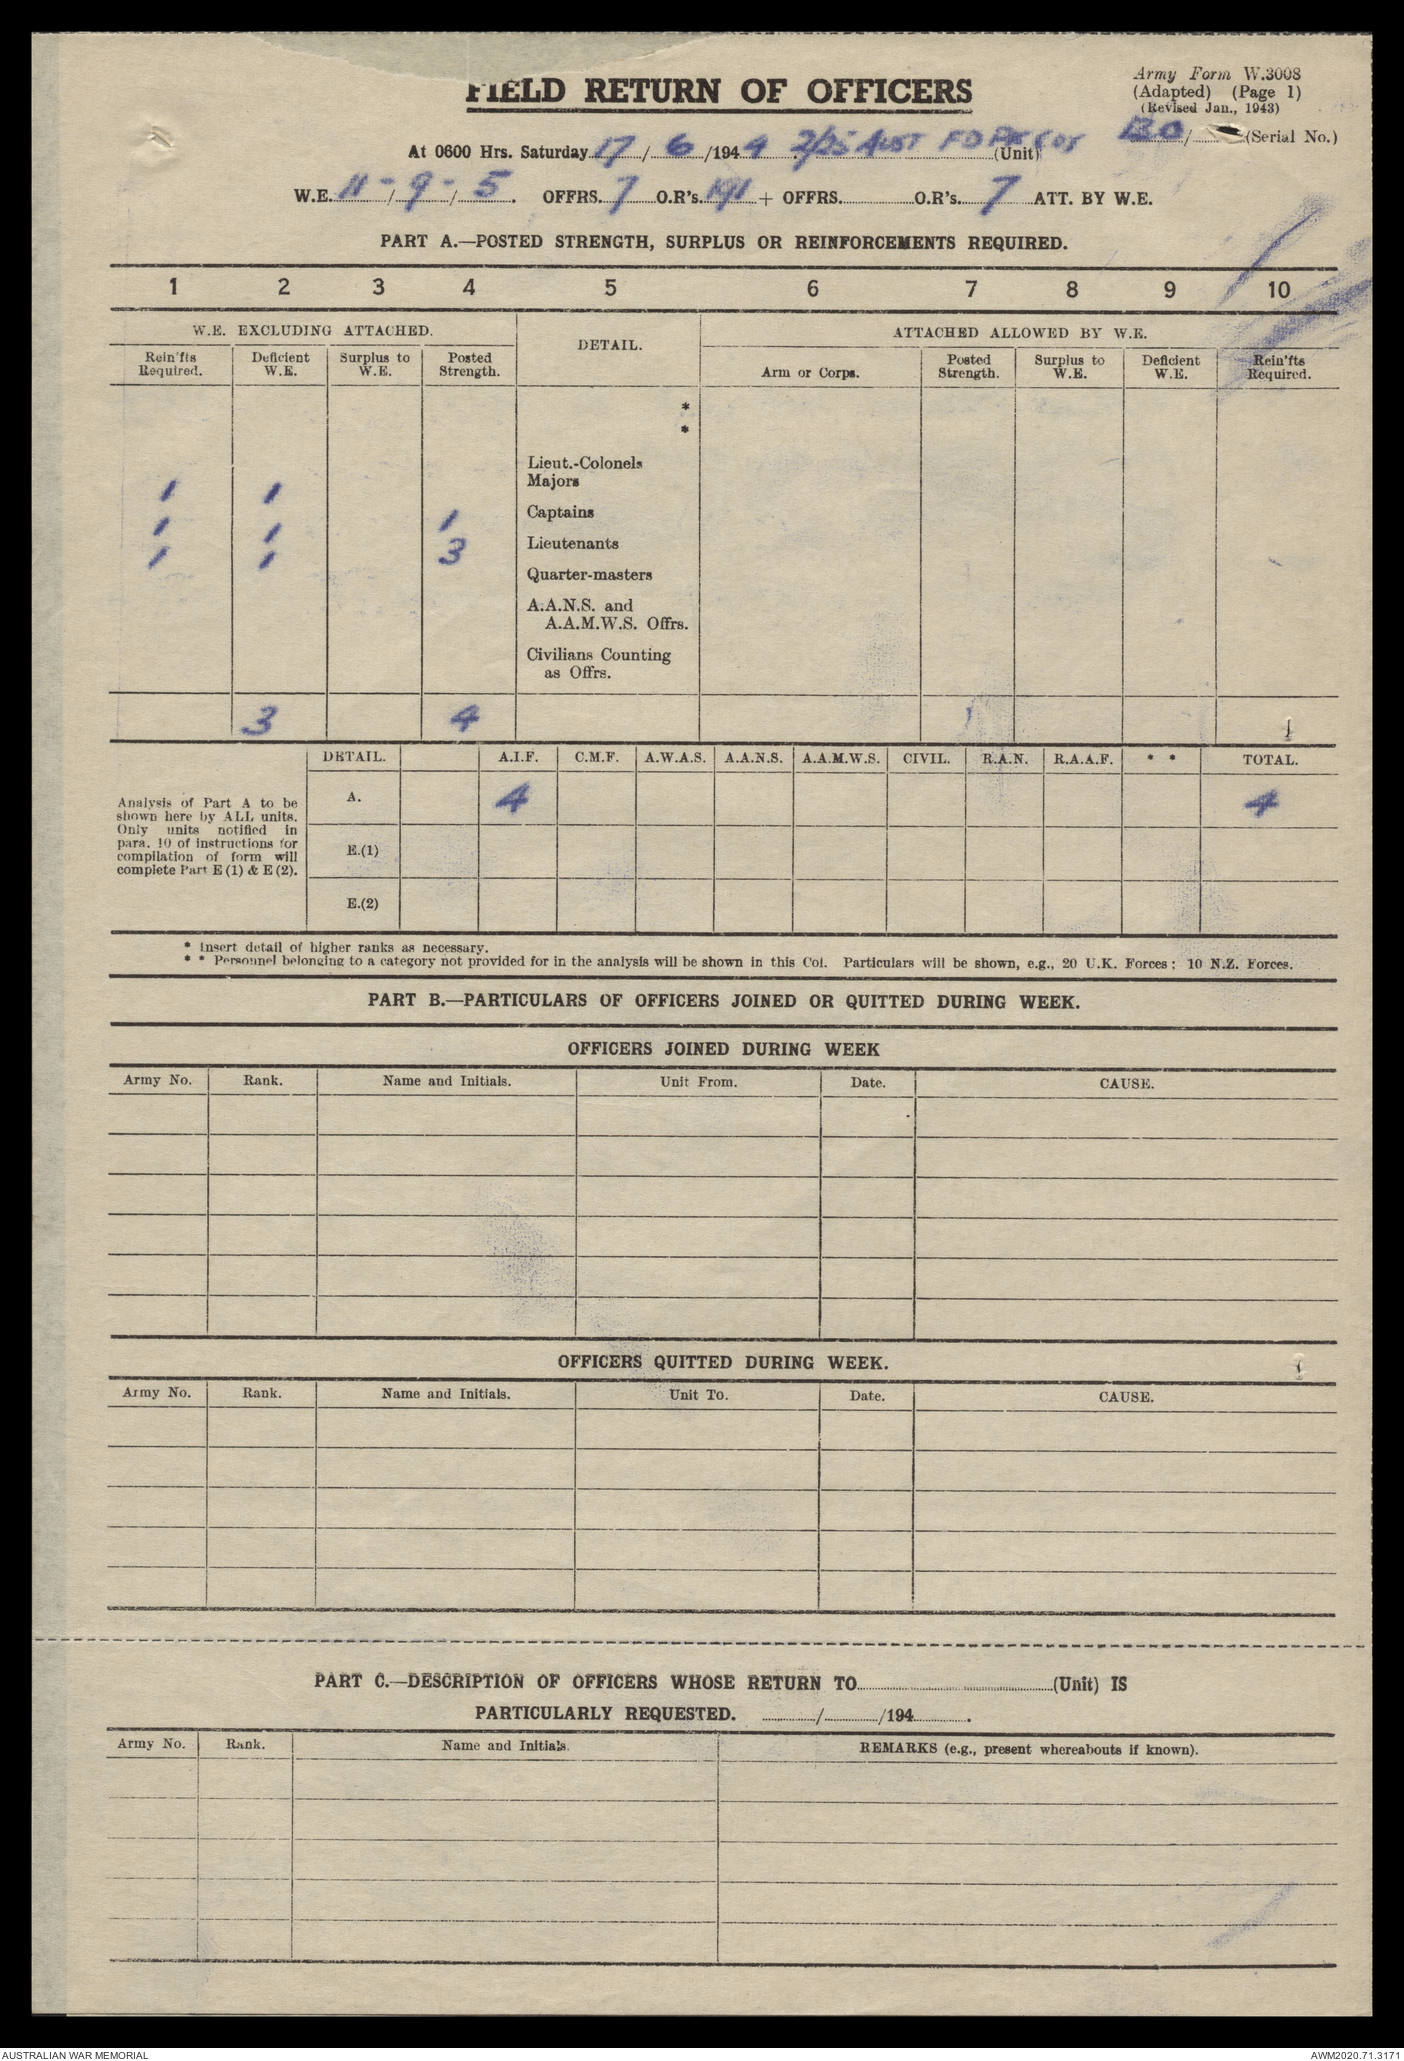 FIELD RETURN OF OFFICERS
Army Form W.3008
(Adapted) (Page 1)
(Revised Jan., 1943)
130/ (Serial No.)
At 0600 Hrs. Saturday 17/6/1944 2/25 AUST FD PK COY (Unit)
W.E. 11-/9-/5. OFFRS. 7 O.R's. 191 + OFFRS. O.R's. 7 ATT. BY W.E.
PART A.—POSTED STRENGTH, SURPLUS OR REINFORCEMENTS REQUIRED.
1 2 3 4 5 6 7 8 9 10
W.E. EXCLUDING ATTACHED. DETAIL. ATTACHED ALLOWED BY W.E.
Rein'fts Required. Deficient W.E. Surplus to W.E. Posted Strength. Arm or Corps. Posted Strength. Surplus to W.E. Deficient W.E. Rein'fts Required.
*
*
Lieut.-Colonels
1 1 Majors
1 1 1 Captains
1 1 3 Lieutenants
Quarter-masters
A.A.N.S. and
A.A.M.W.S. Offrs.
Civilians Counting
as Offrs.
3 4
DETAIL. A.I.F. C.M.F. A.W.A.S. A.A.N.S. A.A.M.W.S. CIVIL. R.A.N. R.A.A.F. * * TOTAL.
Analysis of Part A to be
shown here by ALL units.
Only units notified in
para. 10 of instructions for
compilation of form will
complete Part E (1) & E (2).
A. 4 4
E.(1)
E.(2)
* Insert detail of higher ranks as necessary.
* * Personnel belonging to a category not provided for in the analysis will be shown in this Col. Particulars will be shown, e.g., 20 U.K. Forces; 10 N.Z. Forces.
PART B.—PARTICULARS OF OFFICERS JOINED OR QUITTED DURING WEEK.
OFFICERS JOINED DURING WEEK
Army No. Rank. Name and Initials. Unit From. Date. CAUSE.
OFFICERS QUITTED DURING WEEK.
Army No. Rank. Name and Initials. Unit To. Date. CAUSE.
PART C.—DESCRIPTION OF OFFICERS WHOSE RETURN TO (Unit) IS
PARTICULARLY REQUESTED. / /194 .
Army No. Rank. Name and Initials. REMARKS (e.g., present whereabouts if known).
AUSTRALIAN WAR MEMORIAL
AWM2020.71.3171